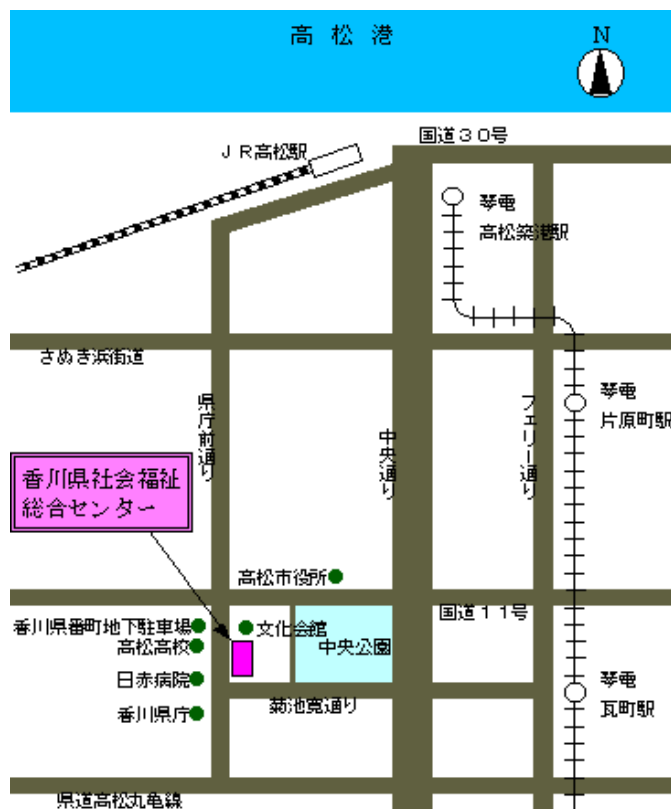 高松港
N
国道３０号
ＪＲ高松駅
琴電
高松築港駅
さぬき浜街道
県庁前通り
中央通り
フェリー通り
琴電
片原町駅
香川県社会福祉
総合センター
高松市役所
国道１１号
香川県番町地下駐車場
文化会館
高松高校
中央公園
日赤病院
琴電
瓦町駅
菊池寛通り
香川県庁
県道高松丸亀線